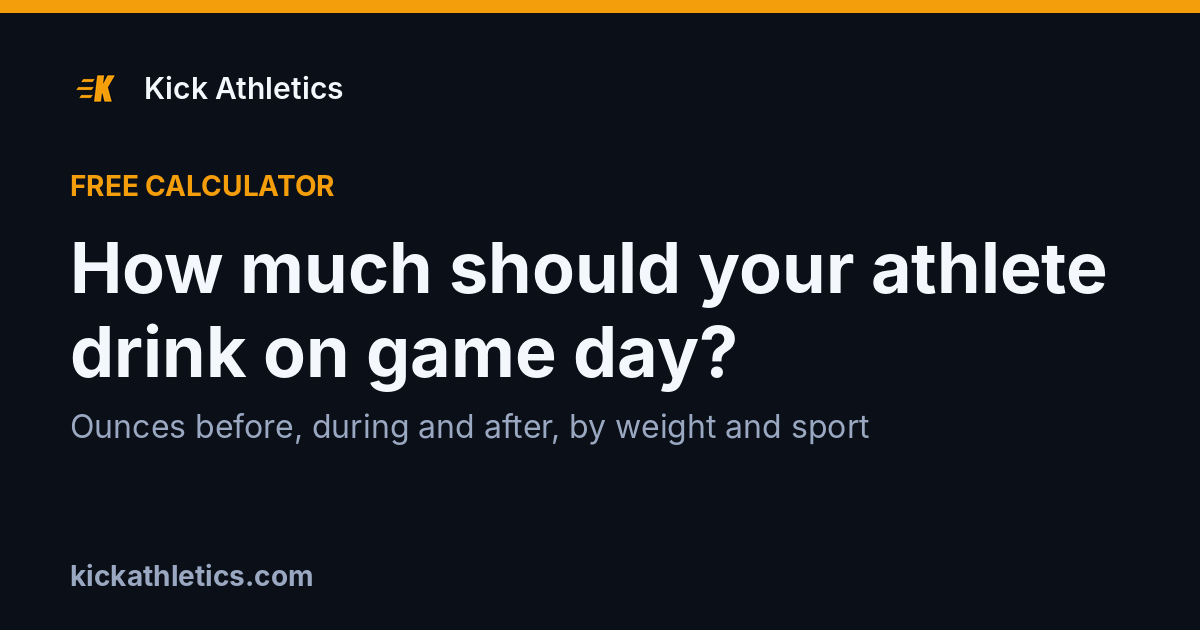 Kick Athletics
FREE CALCULATOR
How much should your athlete
drink on game day?
Ounces before, during and after, by weight and sport
kickathletics.com